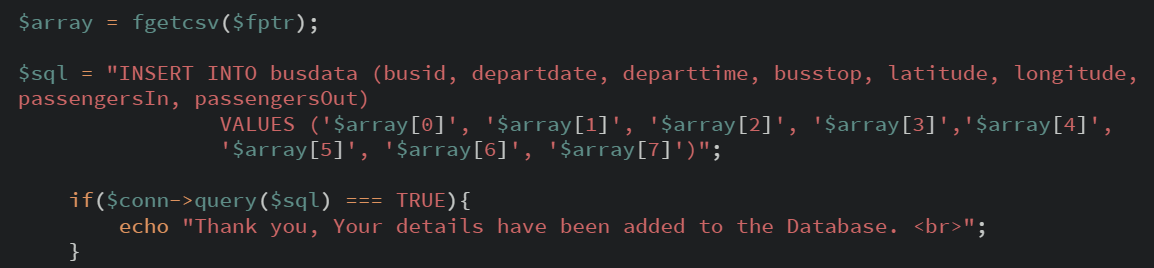 $array = fgetcsv($fptr);
$sql = "INSERT INTO busdata (busid, departdate, departtime, busstop, latitude, longitude,
passengersIn, passengersOut)
VALUES ('$array[0]', '$array[1]', '$array[2]', '$array[3]','$array[4]',
'$array[5]', '$array[6]', '$array[7]')";
if($conn->query($sql) === TRUE){
echo "Thank you, Your details have been added to the Database. <br>";
}